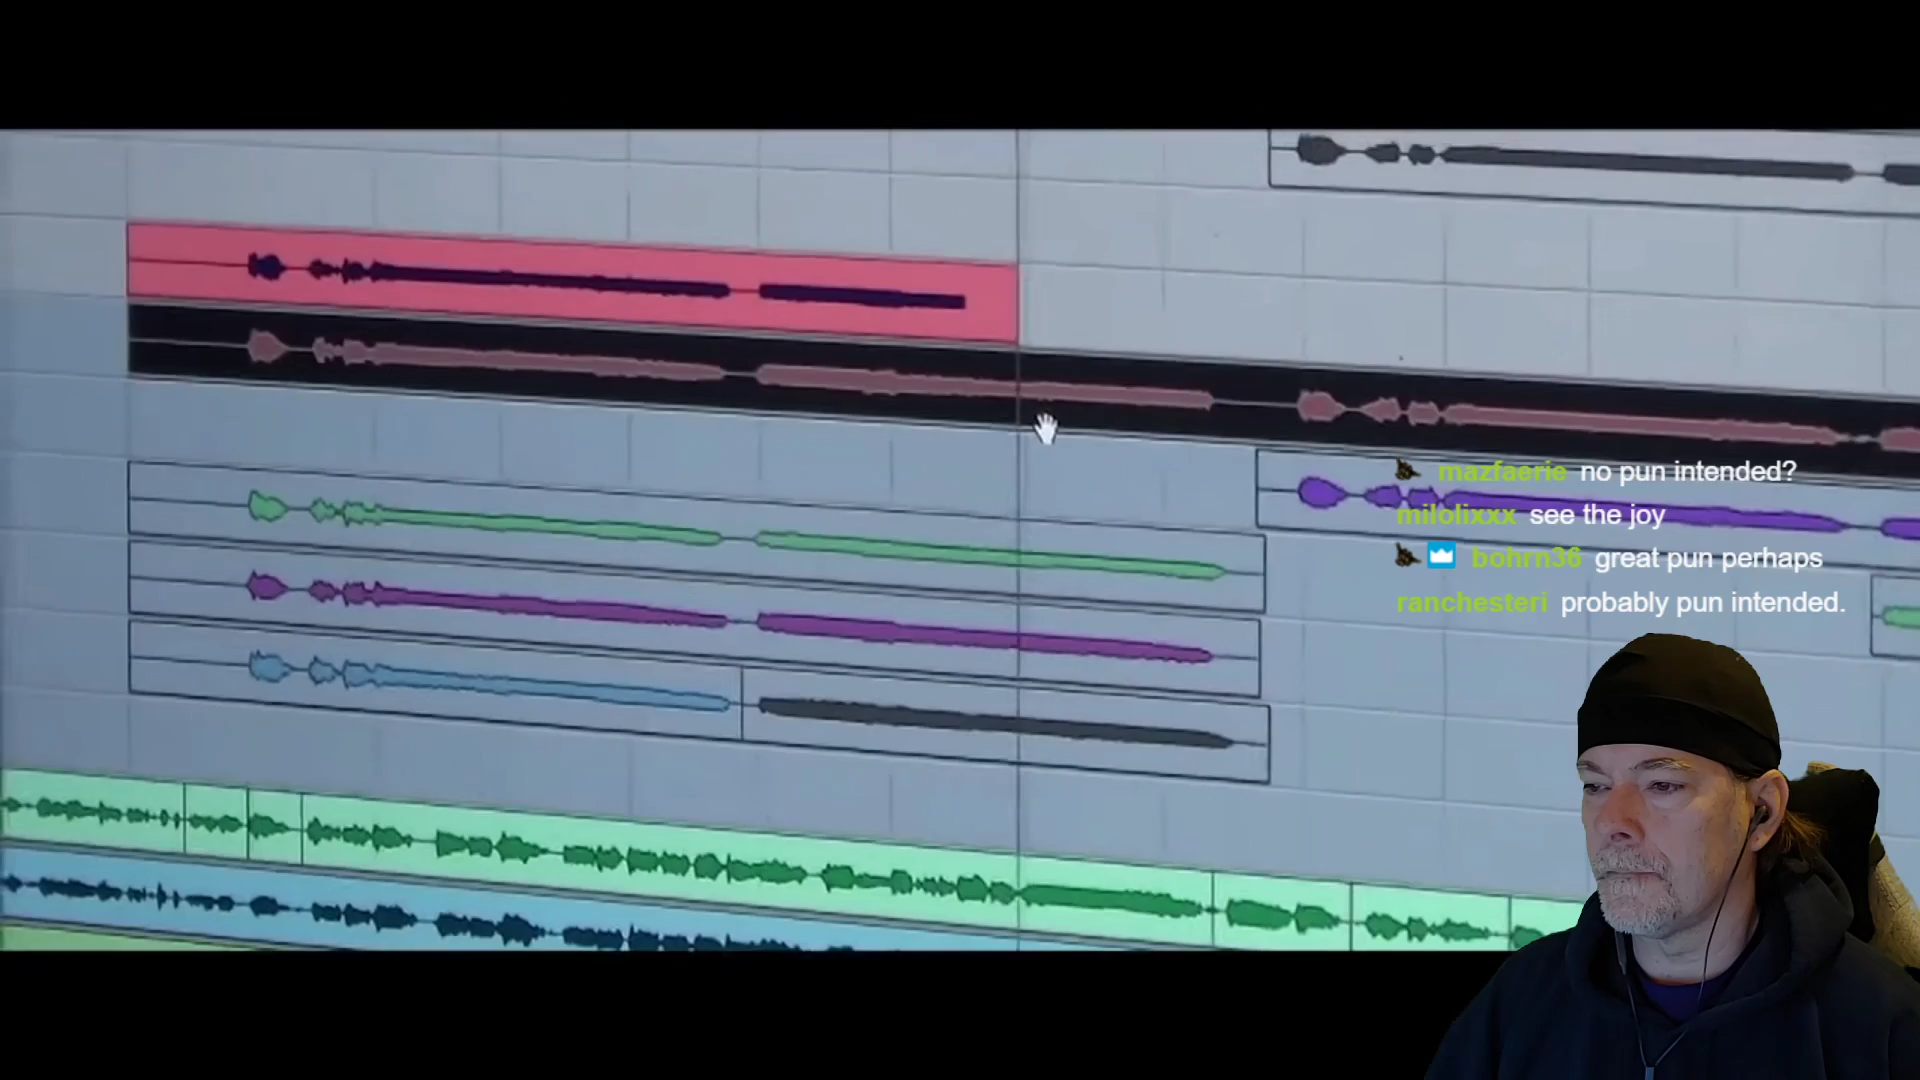 mazfaerie no pun intended?
milolixxx see the joy
bohrn36 great pun perhaps
ranchesteri probably pun intended.